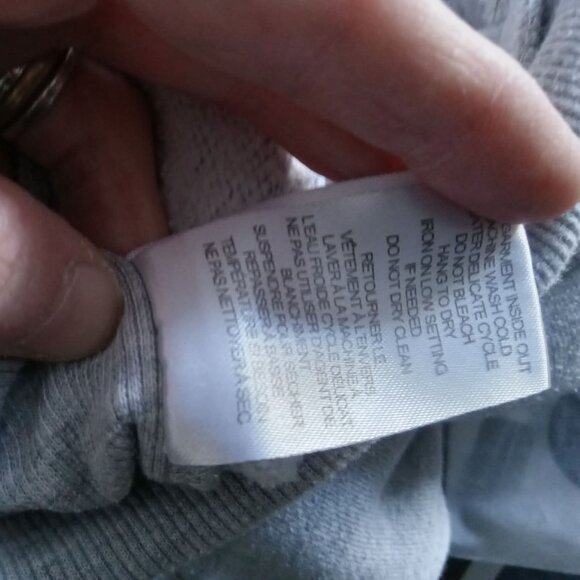 GARMENT INSIDE OUT
MACHINE WASH COLD
WATER DELICATE CYCLE
DO NOT BLEACH
HANG TO DRY
IRON ON LOW SETTING
IF NEEDED
DO NOT DRY CLEAN
RETOURNER LE
VÊTEMENT À L'ENVERS
LAVER À LA MACHINE À
L'EAU FROIDE CYCLE DÉLICAT
NE PAS UTILISER D'AGENT DE
BLANCHIMENT
SUSPENDRE POUR SÉCHER
REPASSER À BASSE
TEMPÉRATURE SI BESOIN
NE PAS NETTOYER À SEC